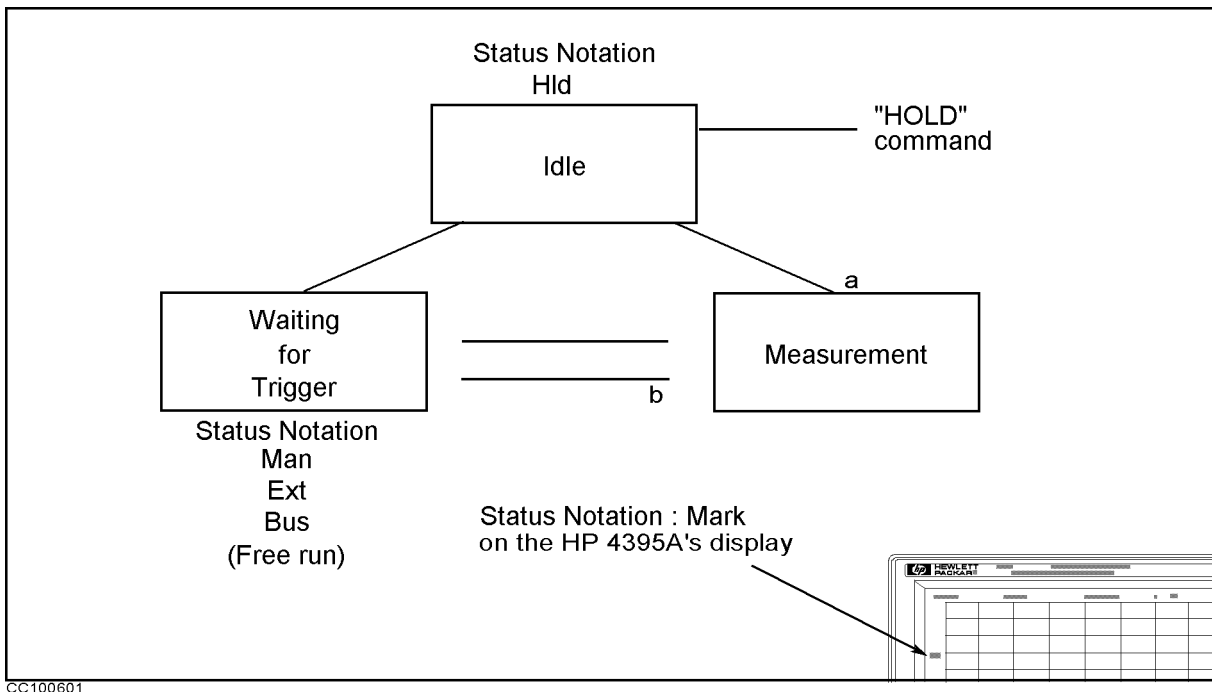 Status Notation
Hld
Idle
"HOLD"
command
a
Waiting
for
Trigger
Measurement
b
Status Notation
Man
Ext
Bus
(Free run)
Status Notation : Mark
on the HP 4395A's display
hp HEWLETT
PACKARD
CC100601